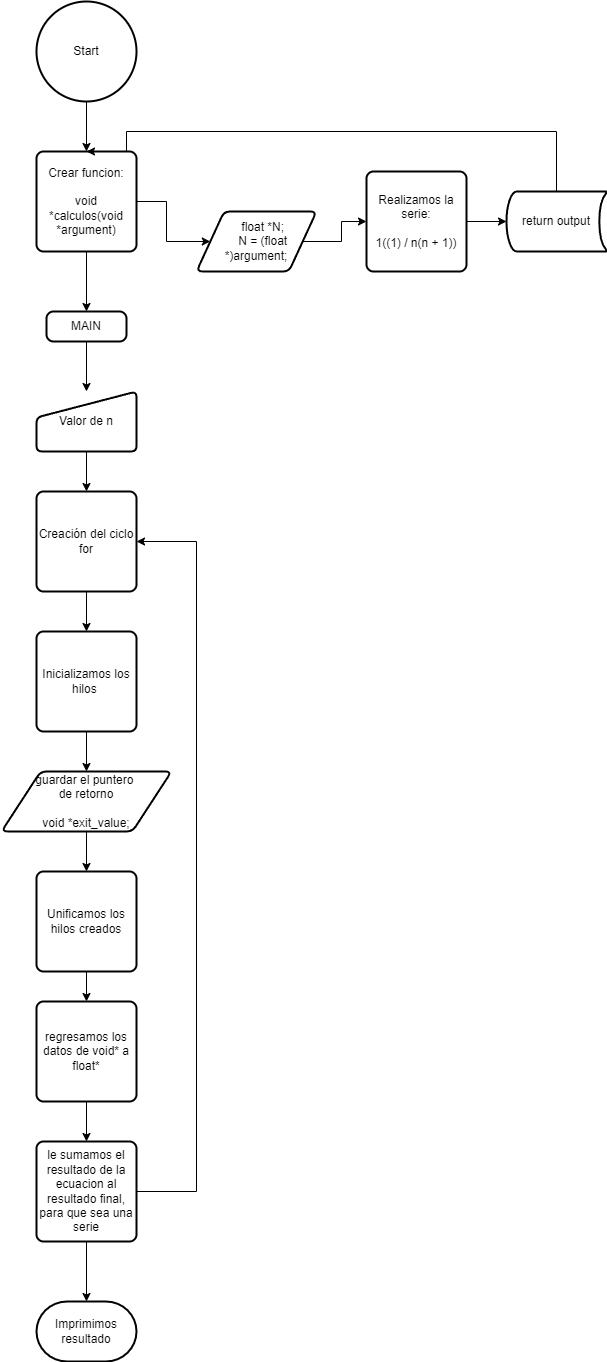 Start
Crear funcion:
void
*calculos(void
*argument)
float *N;
N = (float
*)argument;
Realizamos la
serie:
1((1) / n(n + 1))
return output
MAIN
Valor de n
Creación del ciclo
for
Inicializamos los
hilos
guardar el puntero
de retorno
void *exit_value;
Unificamos los
hilos creados
regresamos los
datos de void* a
float*
le sumamos el
resultado de la
ecuacion al
resultado final,
para que sea una
serie
Imprimimos
resultado